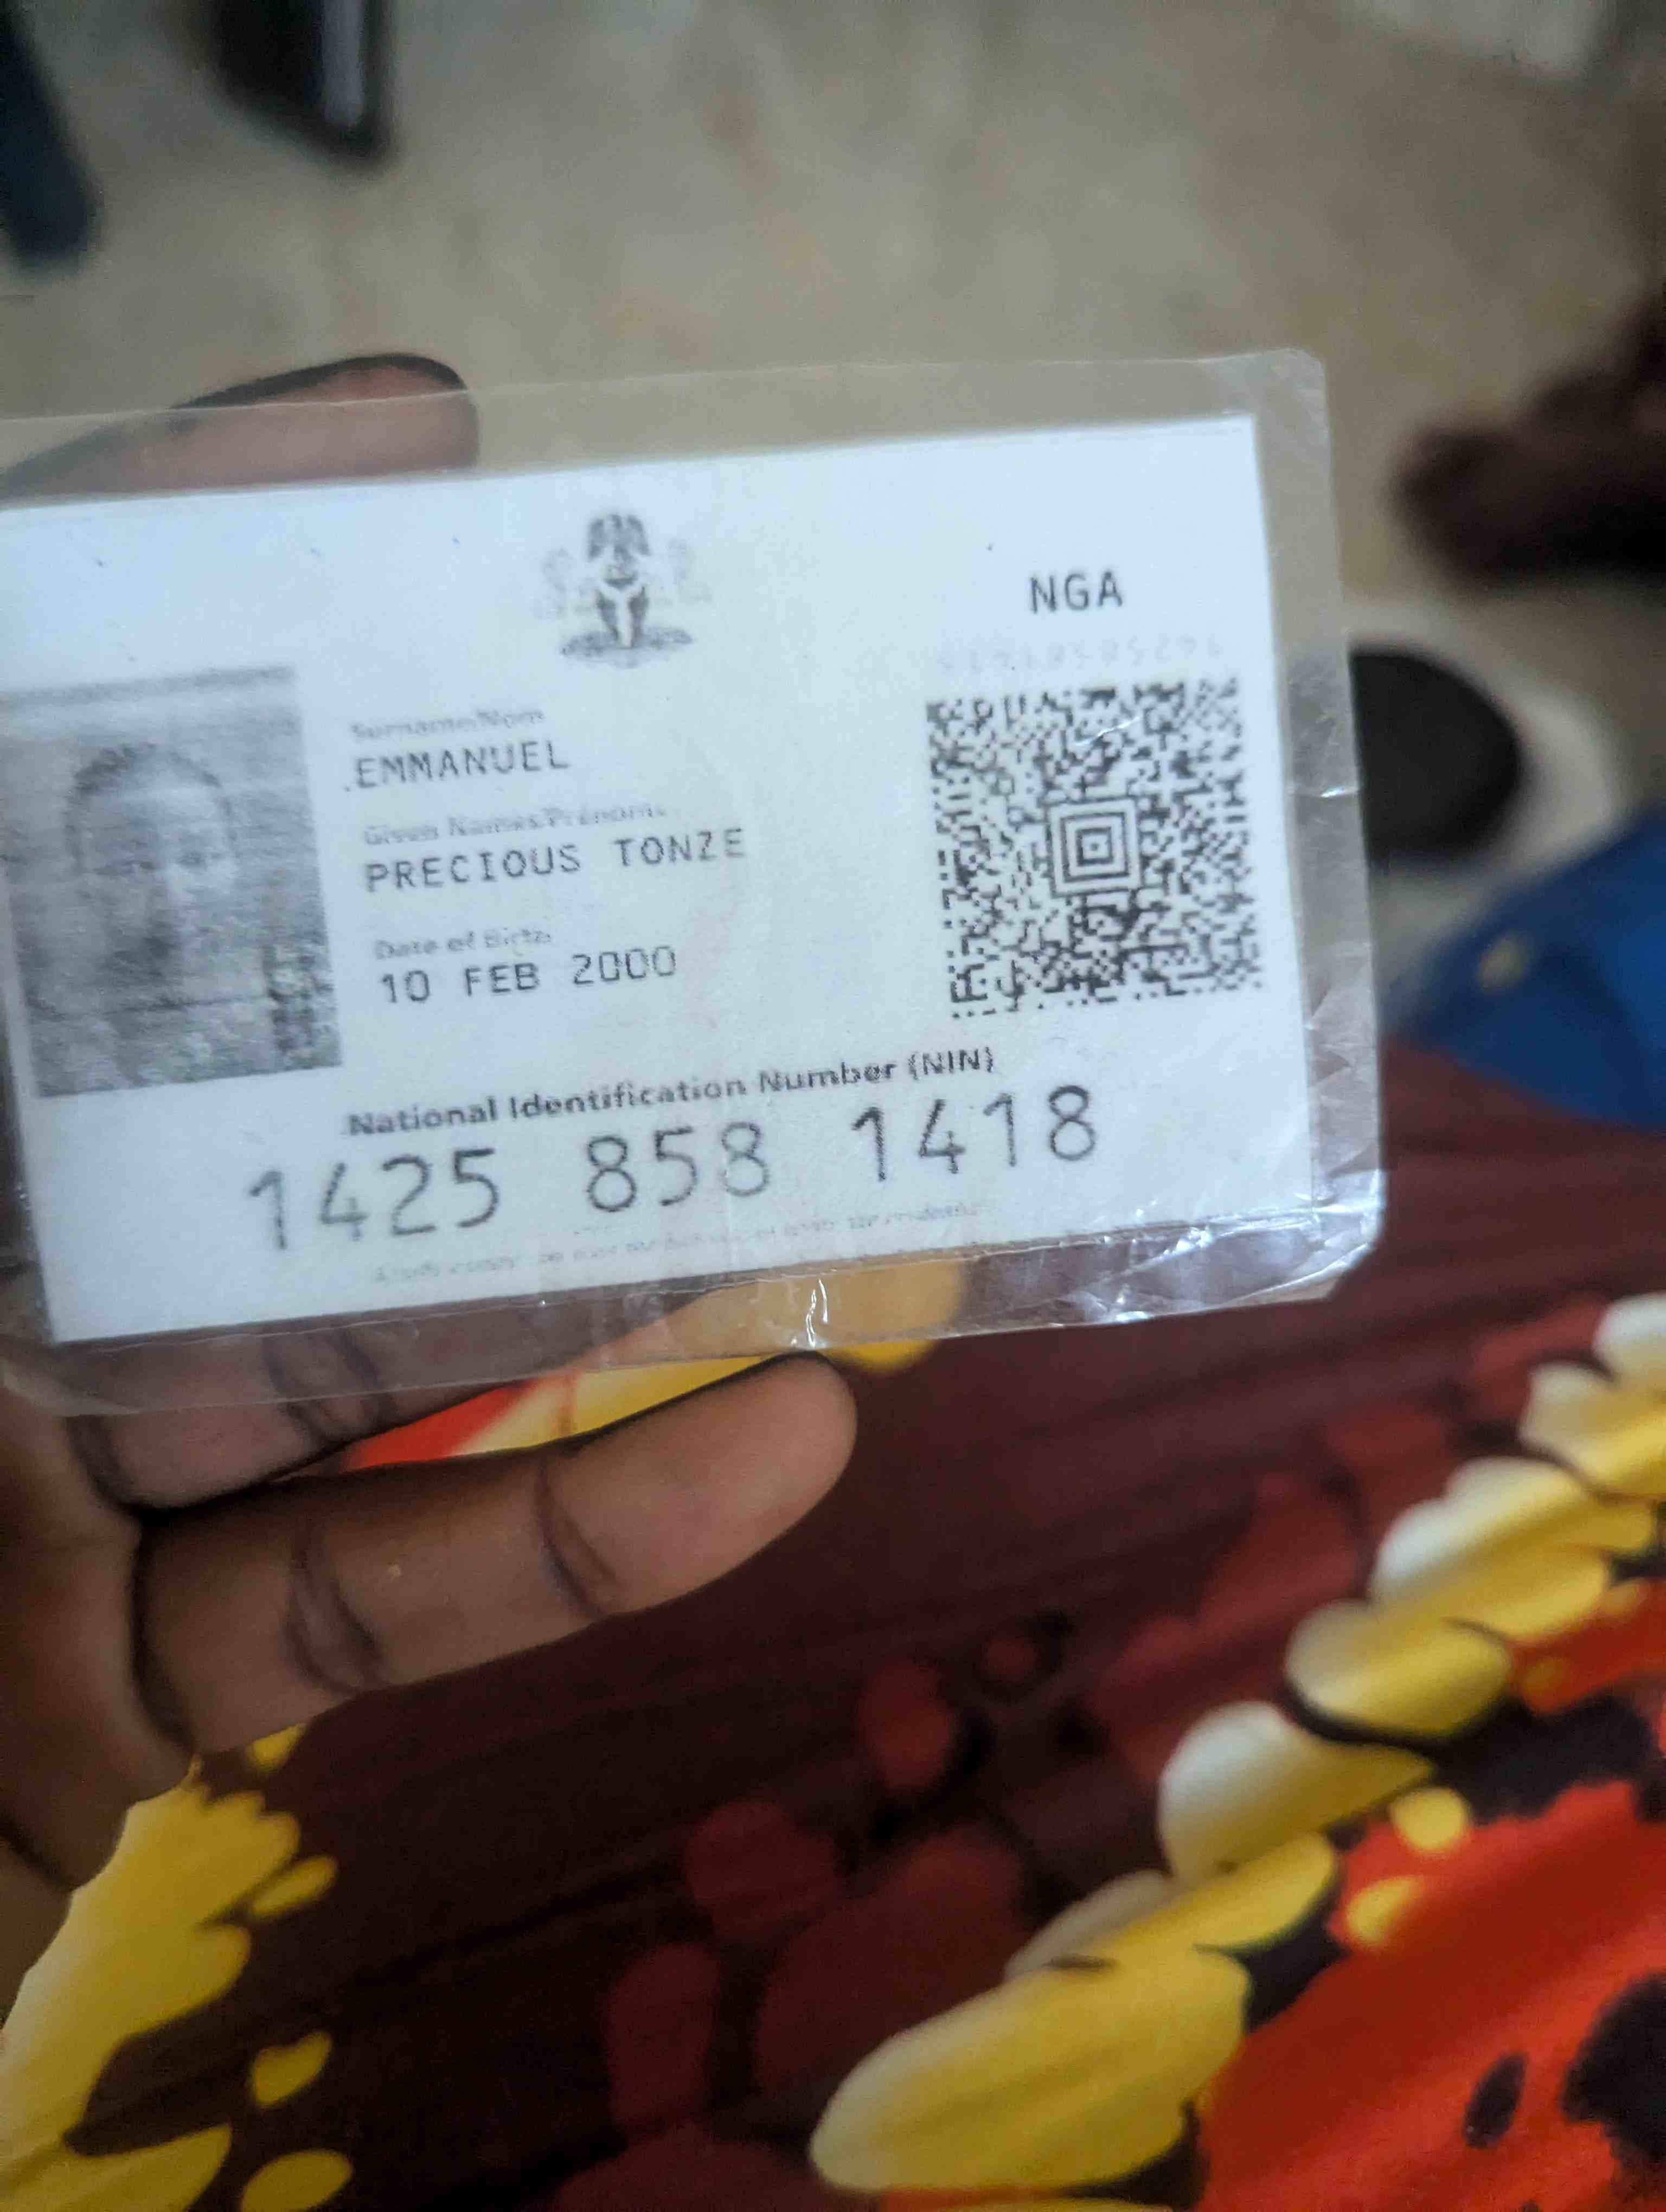 NGA
Surname/Nom
EMMANUEL
Given Names/Prénoms
PRECIOUS TONZE
Date of Birth
10 FEB 2000
National Identification Number (NIN)
1425 858 1418